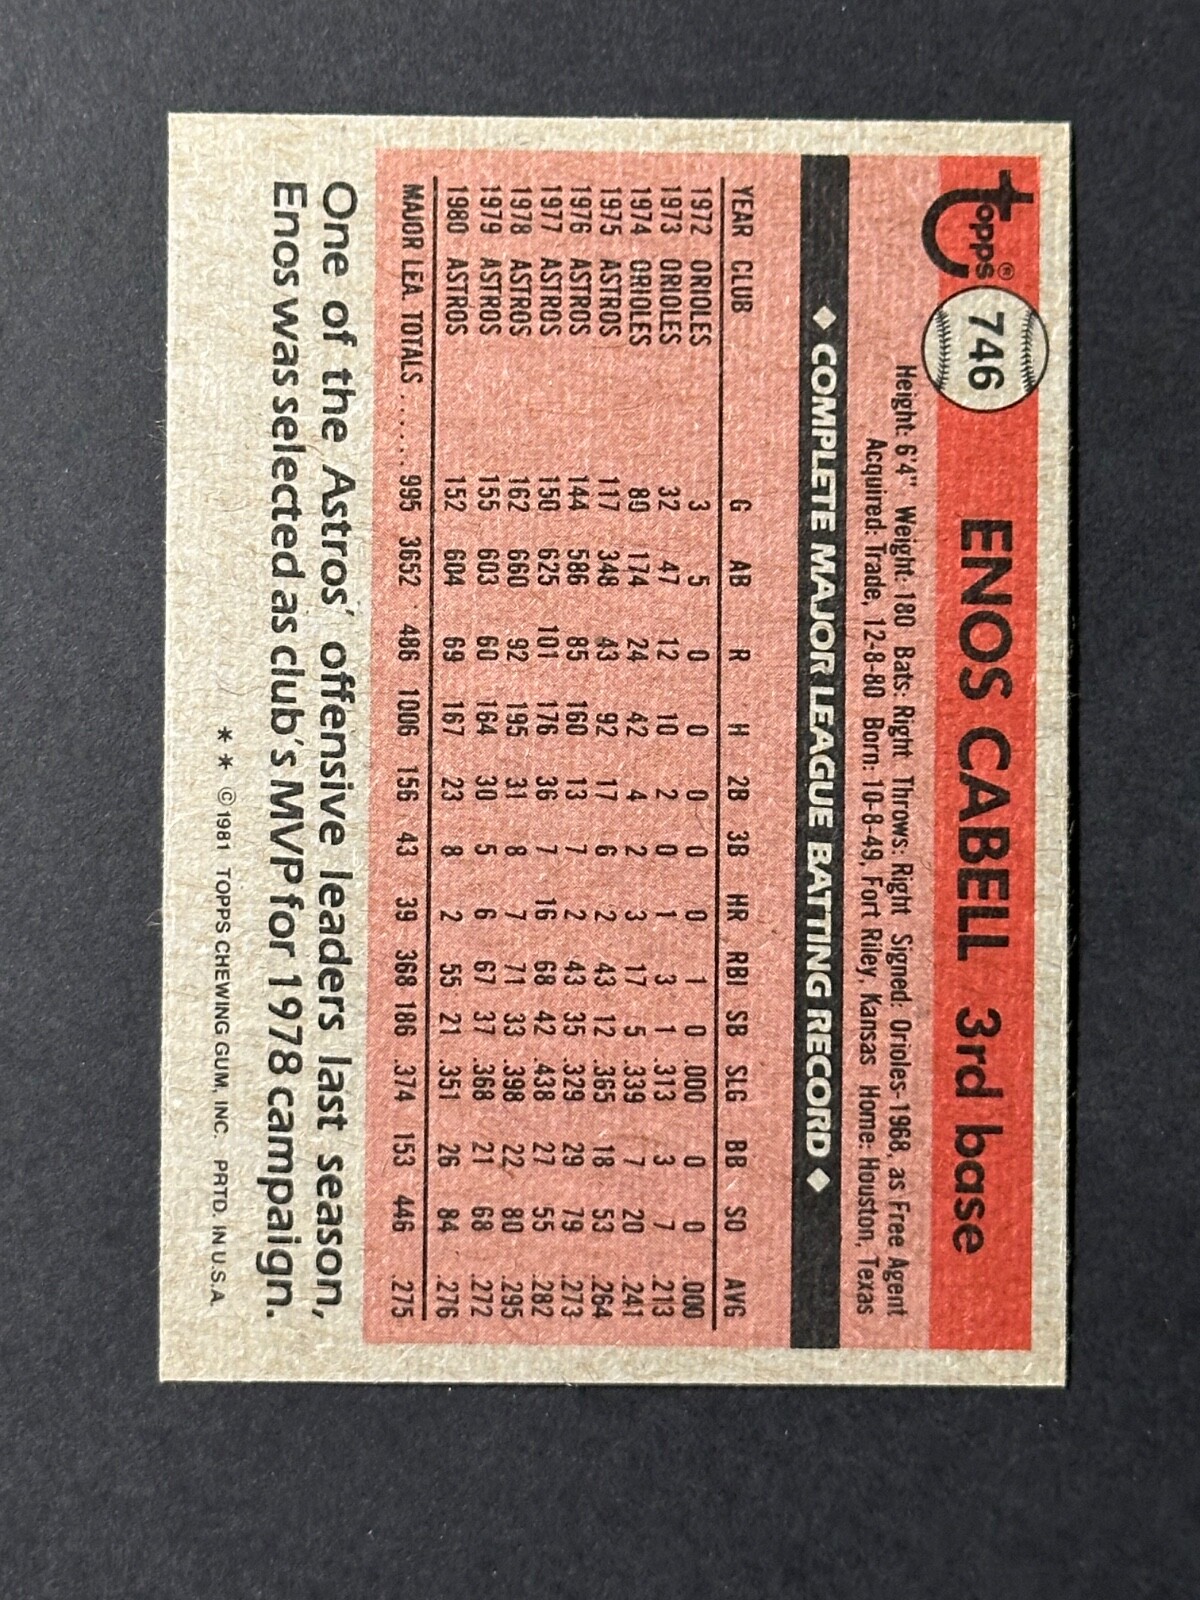 topps®
746
ENOS CABELL 3rd base
Height: 6'4" Weight: 180 Bats: Right Throws: Right Signed: Orioles-1968, as Free Agent
Acquired: Trade, 12-8-80 Born: 10-8-49, Fort Riley, Kansas Home: Houston, Texas
◆ COMPLETE MAJOR LEAGUE BATTING RECORD ◆
YEAR CLUB G AB R H 2B 3B HR RBI SB SLG BB SO AVG
1972 ORIOLES 3 5 0 0 0 0 0 1 0 .000 0 0 .000
1973 ORIOLES 32 47 12 10 2 0 1 3 1 .313 3 7 .213
1974 ORIOLES 80 174 24 42 4 2 3 17 5 .339 7 20 .241
1975 ASTROS 117 348 43 92 17 6 2 43 12 .365 18 53 .264
1976 ASTROS 144 586 85 160 13 7 2 43 35 .329 29 79 .273
1977 ASTROS 150 625 101 176 36 7 16 68 42 .438 27 55 .282
1978 ASTROS 162 660 92 195 31 8 7 71 33 .398 22 80 .295
1979 ASTROS 155 603 60 164 30 5 6 67 37 .368 21 68 .272
1980 ASTROS 152 604 69 167 23 8 2 55 21 .351 26 84 .276
MAJOR LEA. TOTALS ...... 995 3652 486 1006 156 43 39 368 186 .374 153 446 .275
One of the Astros' offensive leaders last season,
Enos was selected as club's MVP for 1978 campaign.
* * ©1981 TOPPS CHEWING GUM, INC. PRTD. IN U.S.A.